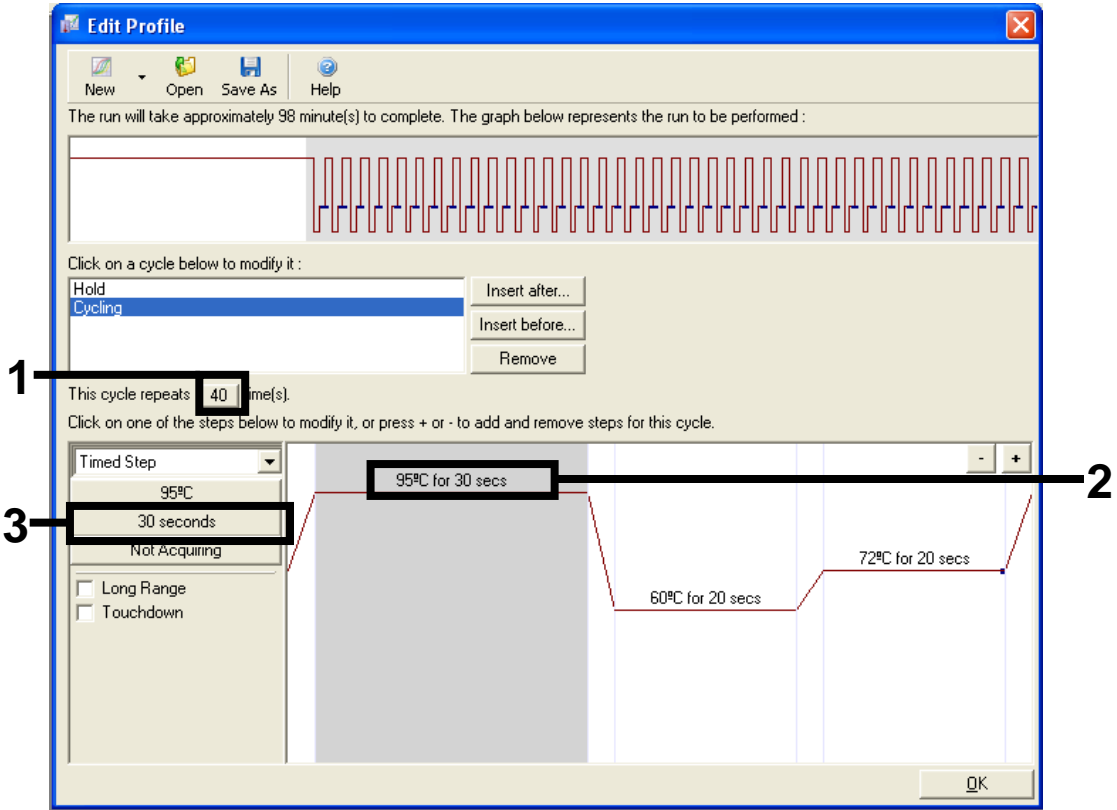 Edit Profile
New Open Save As Help
The run will take approximately 98 minute(s) to complete. The graph below represents the run to be performed :
Click on a cycle below to modify it :
Hold
Cycling
Insert after...
Insert before...
Remove
1
This cycle repeats 40 ime(s).
Click on one of the steps below to modify it, or press + or - to add and remove steps for this cycle.
Timed Step
- +
95ºC
95ºC for 30 secs
2
3
30 seconds
Not Acquiring
72ºC for 20 secs
Long Range
60ºC for 20 secs
Touchdown
OK